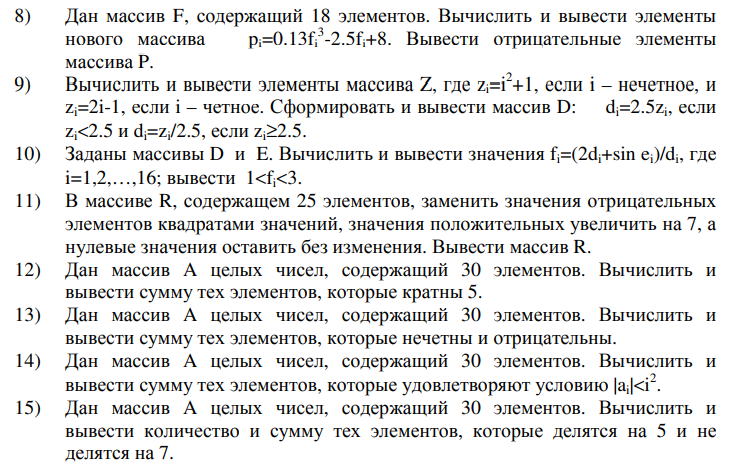 8) Дан массив F, содержащий 18 элементов. Вычислить и вывести элементы
нового массива pᵢ=0.13fᵢ³-2.5fᵢ+8. Вывести отрицательные элементы
массива P.
9) Вычислить и вывести элементы массива Z, где zᵢ=i²+1, если i – нечетное, и
zᵢ=2i-1, если i – четное. Сформировать и вывести массив D: dᵢ=2.5zᵢ, если
zᵢ<2.5 и dᵢ=zᵢ/2.5, если zᵢ≥2.5.
10) Заданы массивы D и E. Вычислить и вывести значения fᵢ=(2dᵢ+sin eᵢ)/dᵢ, где
i=1,2,…,16; вывести 1<fᵢ<3.
11) В массиве R, содержащем 25 элементов, заменить значения отрицательных
элементов квадратами значений, значения положительных увеличить на 7, а
нулевые значения оставить без изменения. Вывести массив R.
12) Дан массив A целых чисел, содержащий 30 элементов. Вычислить и
вывести сумму тех элементов, которые кратны 5.
13) Дан массив A целых чисел, содержащий 30 элементов. Вычислить и
вывести сумму тех элементов, которые нечетны и отрицательны.
14) Дан массив A целых чисел, содержащий 30 элементов. Вычислить и
вывести сумму тех элементов, которые удовлетворяют условию |aᵢ|<i².
15) Дан массив A целых чисел, содержащий 30 элементов. Вычислить и
вывести количество и сумму тех элементов, которые делятся на 5 и не
делятся на 7.